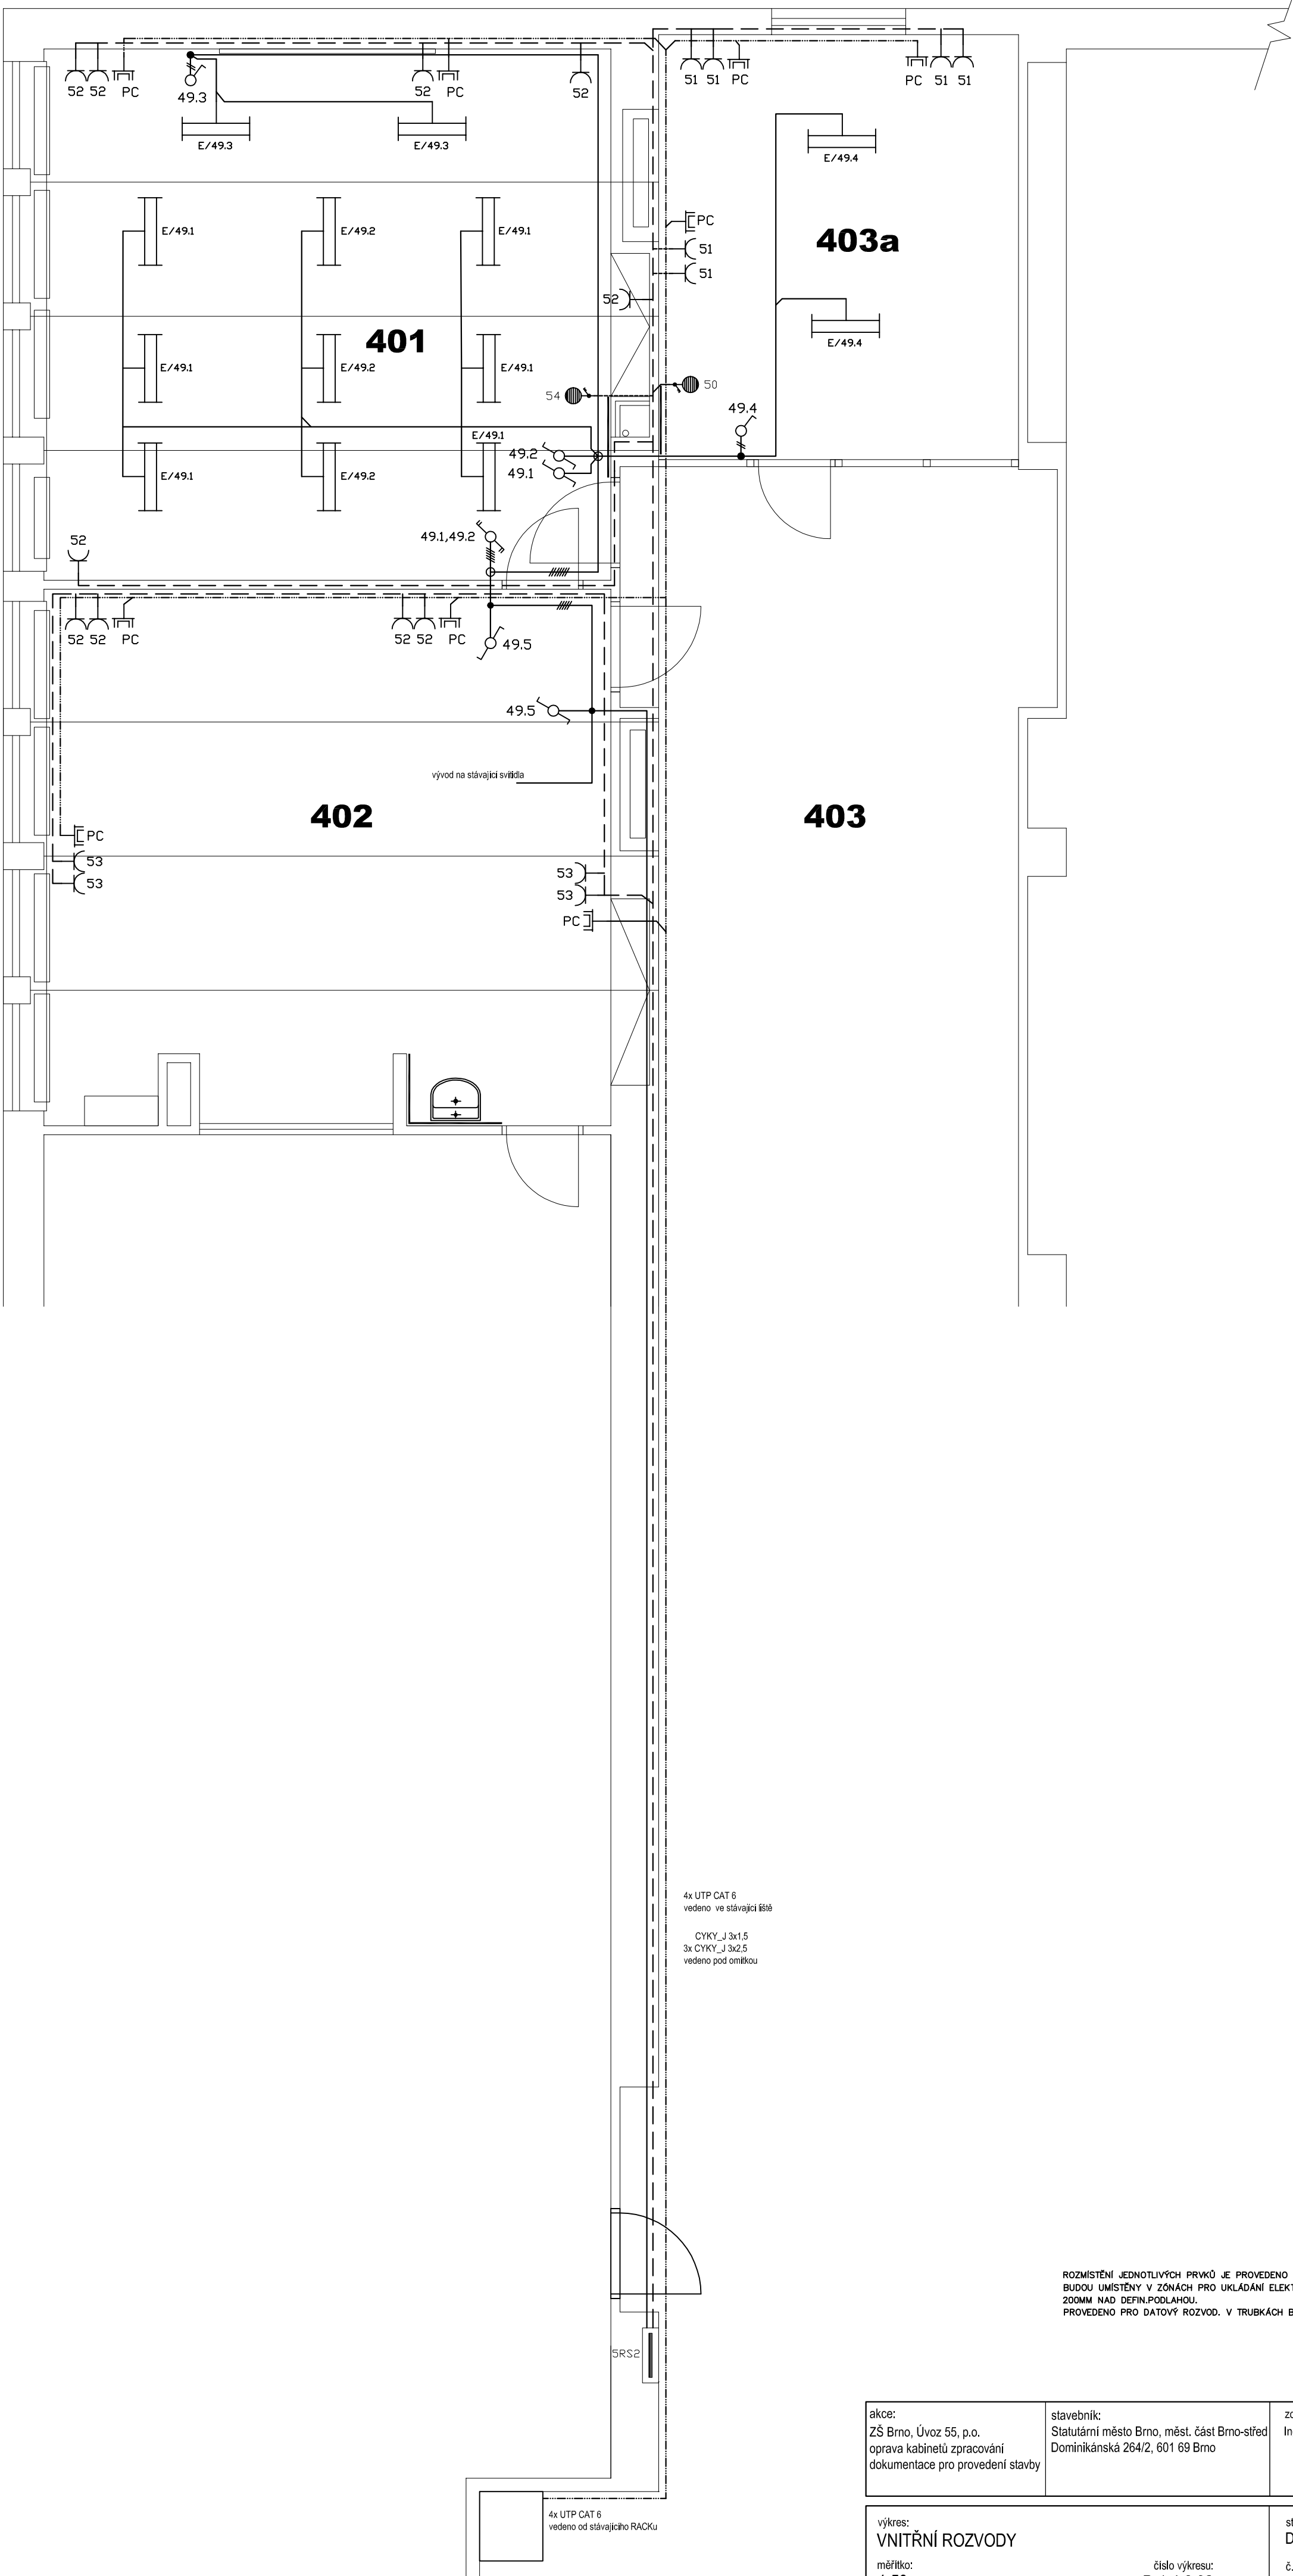 52 52 PC
49.3
52 PC
52
51 51 PC
PC 51 51
E/49.3
E/49.3
E/49.4
E/49.1
E/49.2
E/49.1
PC
51
51
403a
52
401
E/49.4
E/49.1
E/49.2
E/49.1
54
50
49.4
E/49.1
49.2
49.1
E/49.1
E/49.2
49.1,49.2
52
52 52 PC
52 52 PC
49.5
49.5
vývod na stávající svítidla
402
403
PC
53
53
53
53
PC
4x UTP CAT 6
vedeno ve stávající liště
CYKY_J 3x1,5
3x CYKY_J 3x2,5
vedeno pod omítkou
ROZMÍSTĚNÍ JEDNOTLIVÝCH PRVKŮ JE PROVEDENO
BUDOU UMÍSTĚNY V ZÓNÁCH PRO UKLÁDÁNÍ ELEKT
200MM NAD DEFIN.PODLAHOU.
PROVEDENO PRO DATOVÝ ROZVOD. V TRUBKÁCH B
5RS2
akce:
ZŠ Brno, Úvoz 55, p.o.
oprava kabinetů zpracování
dokumentace pro provedení stavby
stavebník:
Statutární město Brno, měst. část Brno-střed
Dominikánská 264/2, 601 69 Brno
4x UTP CAT 6
vedeno od stávajícího RACKu
výkres:
VNITŘNÍ ROZVODY
měřítko:
číslo výkresu: